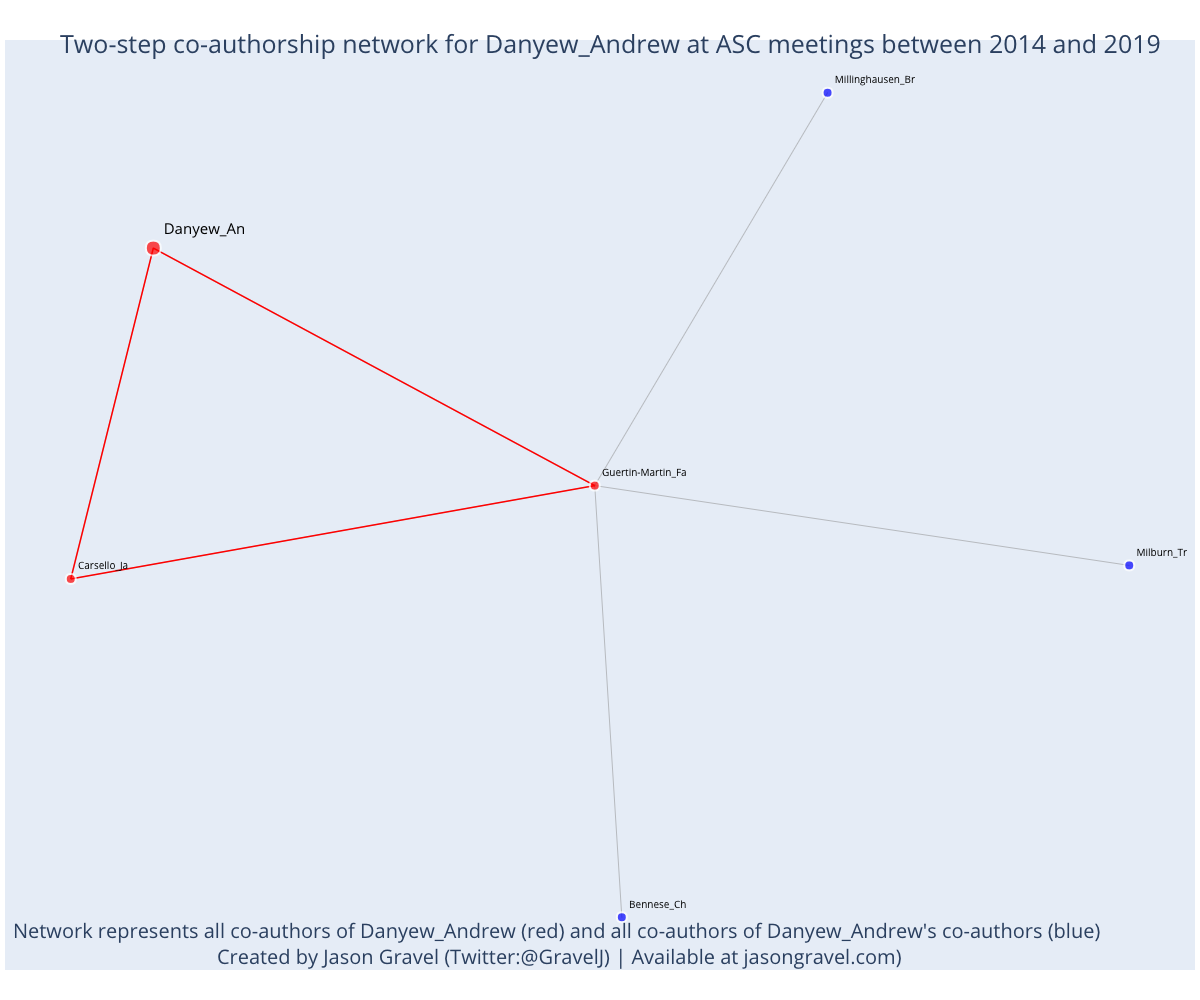 Two-step co-authorship network for Danyew_Andrew at ASC meetings between 2014 and 2019
Millinghausen_Br
Danyew_An
Guertin-Martin_Fa
Milburn_Tr
Carsello_Ja
Bennese_Ch
Network represents all co-authors of Danyew_Andrew (red) and all co-authors of Danyew_Andrew's co-authors (blue)
Created by Jason Gravel (Twitter:@GravelJ) | Available at jasongravel.com)